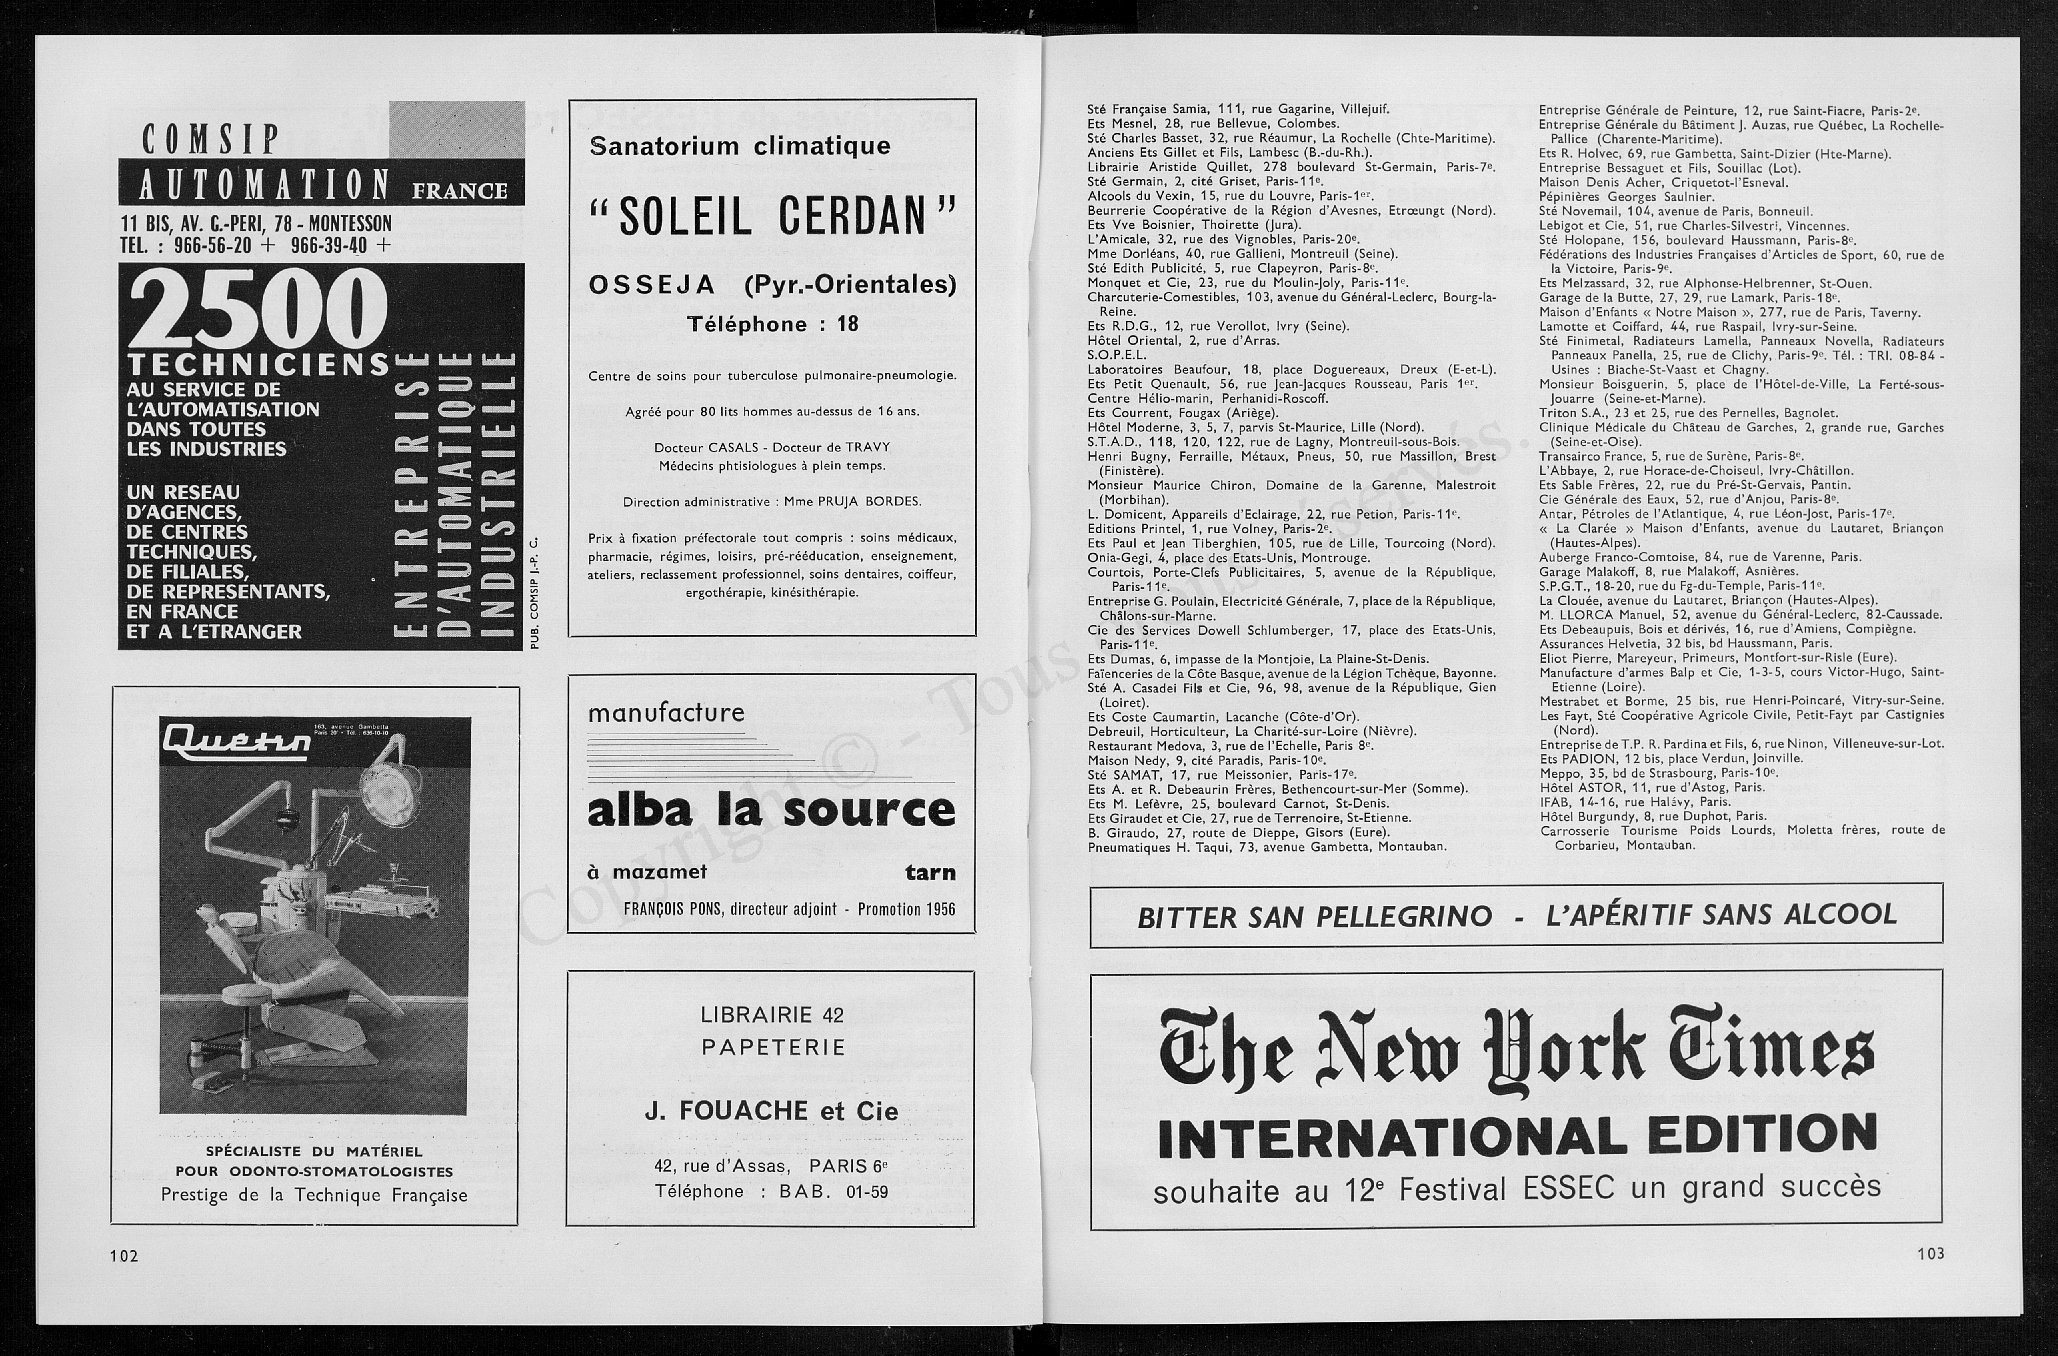 COMSIP
AUTOMATION FRANCE
11 BIS, AV. G.-PERI, 78 - MONTESSON
TEL. : 966-56-20 + 966-39-40 +
2500
TECHNICIENS
AU SERVICE DE
L'AUTOMATISATION
DANS TOUTES
LES INDUSTRIES
UN RESEAU
D'AGENCES,
DE CENTRES
TECHNIQUES,
DE FILIALES,
DE REPRESENTANTS,
EN FRANCE
ET A L'ETRANGER
ENTREPRISE
D'AUTOMATIQUE
INDUSTRIELLE
PUB. COMSIP J.-P. C.
Quétin
163, avenue Gambetta
Paris 20e - Tél. : 636-10-10
SPÉCIALISTE DU MATÉRIEL
POUR ODONTO-STOMATOLOGISTES
Prestige de la Technique Française
102
Sanatorium climatique
"SOLEIL CERDAN"
OSSEJA (Pyr.-Orientales)
Téléphone : 18
Centre de soins pour tuberculose pulmonaire-pneumologie.
Agréé pour 80 lits hommes au-dessus de 16 ans.
Docteur CASALS - Docteur de TRAVY
Médecins phtisiologues à plein temps.
Direction administrative : Mme PRUJA BORDES.
Prix à fixation préfectorale tout compris : soins médicaux,
pharmacie, régimes, loisirs, pré-rééducation, enseignement,
ateliers, reclassement professionnel, soins dentaires, coiffeur,
ergothérapie, kinésithérapie.
manufacture
alba la source
à mazamet tarn
FRANÇOIS PONS, directeur adjoint - Promotion 1956
LIBRAIRIE 42
PAPETERIE
J. FOUACHE et Cie
42, rue d'Assas, PARIS 6e
Téléphone : BAB. 01-59
Sté Française Samia, 111, rue Gagarine, Villejuif.
Ets Mesnel, 28, rue Bellevue, Colombes.
Sté Charles Basset, 32, rue Réaumur, La Rochelle (Chte-Maritime).
Anciens Ets Gillet et Fils, Lambesc (B.-du-Rh.).
Librairie Aristide Quillet, 278 boulevard St-Germain, Paris-7e.
Sté Germain, 2, cité Griset, Paris-11e.
Alcools du Vexin, 15, rue du Louvre, Paris-1er.
Beurrerie Coopérative de la Région d'Avesnes, Etrœungt (Nord).
Ets Vve Boisnier, Thoirette (Jura).
L'Amicale, 32, rue des Vignobles, Paris-20e.
Mme Dorléans, 40, rue Gallieni, Montreuil (Seine).
Sté Edith Publicité, 5, rue Clapeyron, Paris-8e.
Monquet et Cie, 23, rue du Moulin-Joly, Paris-11e.
Charcuterie-Comestibles, 103, avenue du Général-Leclerc, Bourg-la-
Reine.
Ets R.D.G., 12, rue Verollot, Ivry (Seine).
Hôtel Oriental, 2, rue d'Arras.
S.O.P.E.L.
Laboratoires Beaufour, 18, place Doguereaux, Dreux (E-et-L).
Ets Petit Quenault, 56, rue Jean-Jacques Rousseau, Paris 1er.
Centre Hélio-marin, Perhanidi-Roscoff.
Ets Courrent, Fougax (Ariège).
Hôtel Moderne, 3, 5, 7, parvis St-Maurice, Lille (Nord).
S.T.A.D., 118, 120, 122, rue de Lagny, Montreuil-sous-Bois.
Henri Bugny, Ferraille, Métaux, Pneus, 50, rue Massillon, Brest
(Finistère).
Monsieur Maurice Chiron, Domaine de la Garenne, Malestroit
(Morbihan).
L. Domicent, Appareils d'Eclairage, 22, rue Petion, Paris-11e.
Editions Printel, 1, rue Volney, Paris-2e.
Ets Paul et Jean Tiberghien, 105, rue de Lille, Tourcoing (Nord).
Onia-Gegi, 4, place des Etats-Unis, Montrouge.
Courtois, Porte-Clefs Publicitaires, 5, avenue de la République,
Paris-11e.
Entreprise G. Poulain, Electricité Générale, 7, place de la République,
Châlons-sur-Marne.
Cie des Services Dowell Schlumberger, 17, place des Etats-Unis,
Paris-11e.
Ets Dumas, 6, impasse de la Montjoie, La Plaine-St-Denis.
Faïenceries de la Côte Basque, avenue de la Légion Tchèque, Bayonne.
Sté A. Casadei Fils et Cie, 96, 98, avenue de la République, Gien
(Loiret).
Ets Coste Caumartin, Lacanche (Côte-d'Or).
Debreuil, Horticulteur, La Charité-sur-Loire (Nièvre).
Restaurant Medova, 3, rue de l'Echelle, Paris 8e.
Maison Nedy, 9, cité Paradis, Paris-10e.
Sté SAMAT, 17, rue Meissonier, Paris-17e.
Ets A. et R. Debeaurin Frères, Bethencourt-sur-Mer (Somme).
Ets M. Lefèvre, 25, boulevard Carnot, St-Denis.
Ets Giraudet et Cie, 27, rue de Terrenoire, St-Etienne.
B. Giraudo, 27, route de Dieppe, Gisors (Eure).
Pneumatiques H. Taqui, 73, avenue Gambetta, Montauban.
Entreprise Générale de Peinture, 12, rue Saint-Fiacre, Paris-2e.
Entreprise Générale du Bâtiment J. Auzas, rue Québec, La Rochelle-
Pallice (Charente-Maritime).
Ets R. Holvec, 69, rue Gambetta, Saint-Dizier (Hte-Marne).
Entreprise Bessaguet et Fils, Souillac (Lot).
Maison Denis Acher, Criquetot-l'Esneval.
Pépinières Georges Saulnier.
Sté Novemail, 104, avenue de Paris, Bonneuil.
Lebigot et Cie, 51, rue Charles-Silvestri, Vincennes.
Sté Holopane, 156, boulevard Haussmann, Paris-8e.
Fédérations des Industries Françaises d'Articles de Sport, 60, rue de
la Victoire, Paris-9e.
Ets Melzassard, 32, rue Alphonse-Helbrenner, St-Ouen.
Garage de la Butte, 27, 29, rue Lamark, Paris-18e.
Maison d'Enfants « Notre Maison », 277, rue de Paris, Taverny.
Lamotte et Coiffard, 44, rue Raspail, Ivry-sur-Seine.
Sté Finimetal, Radiateurs Lamella, Panneaux Novella, Radiateurs
Panneaux Panella, 25, rue de Clichy, Paris-9e. Tél. : TRI. 08-84 -
Usines : Biache-St-Vaast et Chagny.
Monsieur Boisguerin, 5, place de l'Hôtel-de-Ville, La Ferté-sous-
Jouarre (Seine-et-Marne).
Triton S.A., 23 et 25, rue des Pernelles, Bagnolet.
Clinique Médicale du Château de Garches, 2, grande rue, Garches
(Seine-et-Oise).
Transairco France, 5, rue de Surène, Paris-8e.
L'Abbaye, 2, rue Horace-de-Choiseul, Ivry-Châtillon.
Ets Sable Frères, 22, rue du Pré-St-Gervais, Pantin.
Cie Générale des Eaux, 52, rue d'Anjou, Paris-8e.
Antar, Pétroles de l'Atlantique, 4, rue Léon-Jost, Paris-17e.
« La Clarée » Maison d'Enfants, avenue du Lautaret, Briançon
(Hautes-Alpes).
Auberge Franco-Comtoise, 84, rue de Varenne, Paris.
Garage Malakoff, 8, rue Malakoff, Asnières.
S.P.G.T., 18-20, rue du Fg-du-Temple, Paris-11e.
La Clouée, avenue du Lautaret, Briançon (Hautes-Alpes).
M. LLORCA Manuel, 52, avenue du Général-Leclerc, 82-Caussade.
Ets Debeaupuis, Bois et dérivés, 16, rue d'Amiens, Compiègne.
Assurances Helvetia, 32 bis, bd Haussmann, Paris.
Eliot Pierre, Mareyeur, Primeurs, Montfort-sur-Risle (Eure).
Manufacture d'armes Balp et Cie, 1-3-5, cours Victor-Hugo, Saint-
Etienne (Loire).
Mestrabet et Borme, 25 bis, rue Henri-Poincaré, Vitry-sur-Seine.
Les Fayt, Sté Coopérative Agricole Civile, Petit-Fayt par Castignies
(Nord).
Entreprise de T.P. R. Pardina et Fils, 6, rue Ninon, Villeneuve-sur-Lot.
Ets PADION, 12 bis, place Verdun, Joinville.
Meppo, 35, bd de Strasbourg, Paris-10e.
Hôtel ASTOR, 11, rue d'Astog, Paris.
IFAB, 14-16, rue Halévy, Paris.
Hôtel Burgundy, 8, rue Duphot, Paris.
Carrosserie Tourisme Poids Lourds, Moletta frères, route de
Corbarieu, Montauban.
BITTER SAN PELLEGRINO - L'APÉRITIF SANS ALCOOL
The New York Times
INTERNATIONAL EDITION
souhaite au 12e Festival ESSEC un grand succès
103
Copyright © - Tous réservés.